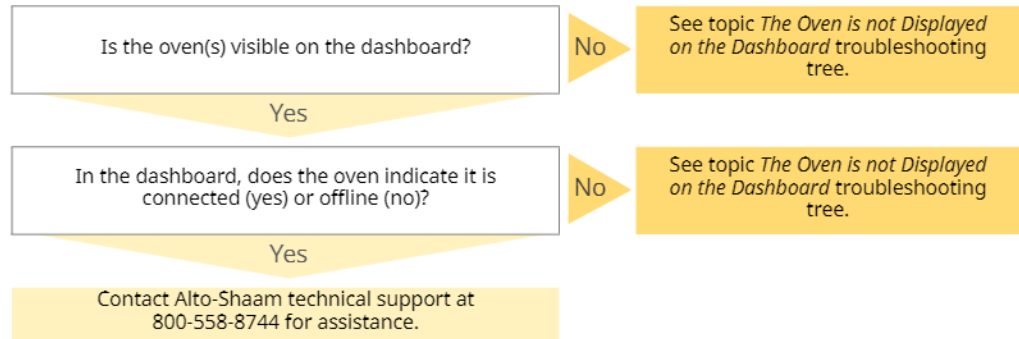 Is the oven(s) visible on the dashboard?
No
See topic The Oven is not Displayed
on the Dashboard troubleshooting
tree.
Yes
In the dashboard, does the oven indicate it is
connected (yes) or offline (no)?
No
See topic The Oven is not Displayed
on the Dashboard troubleshooting
tree.
Yes
Contact Alto-Shaam technical support at
800-558-8744 for assistance.